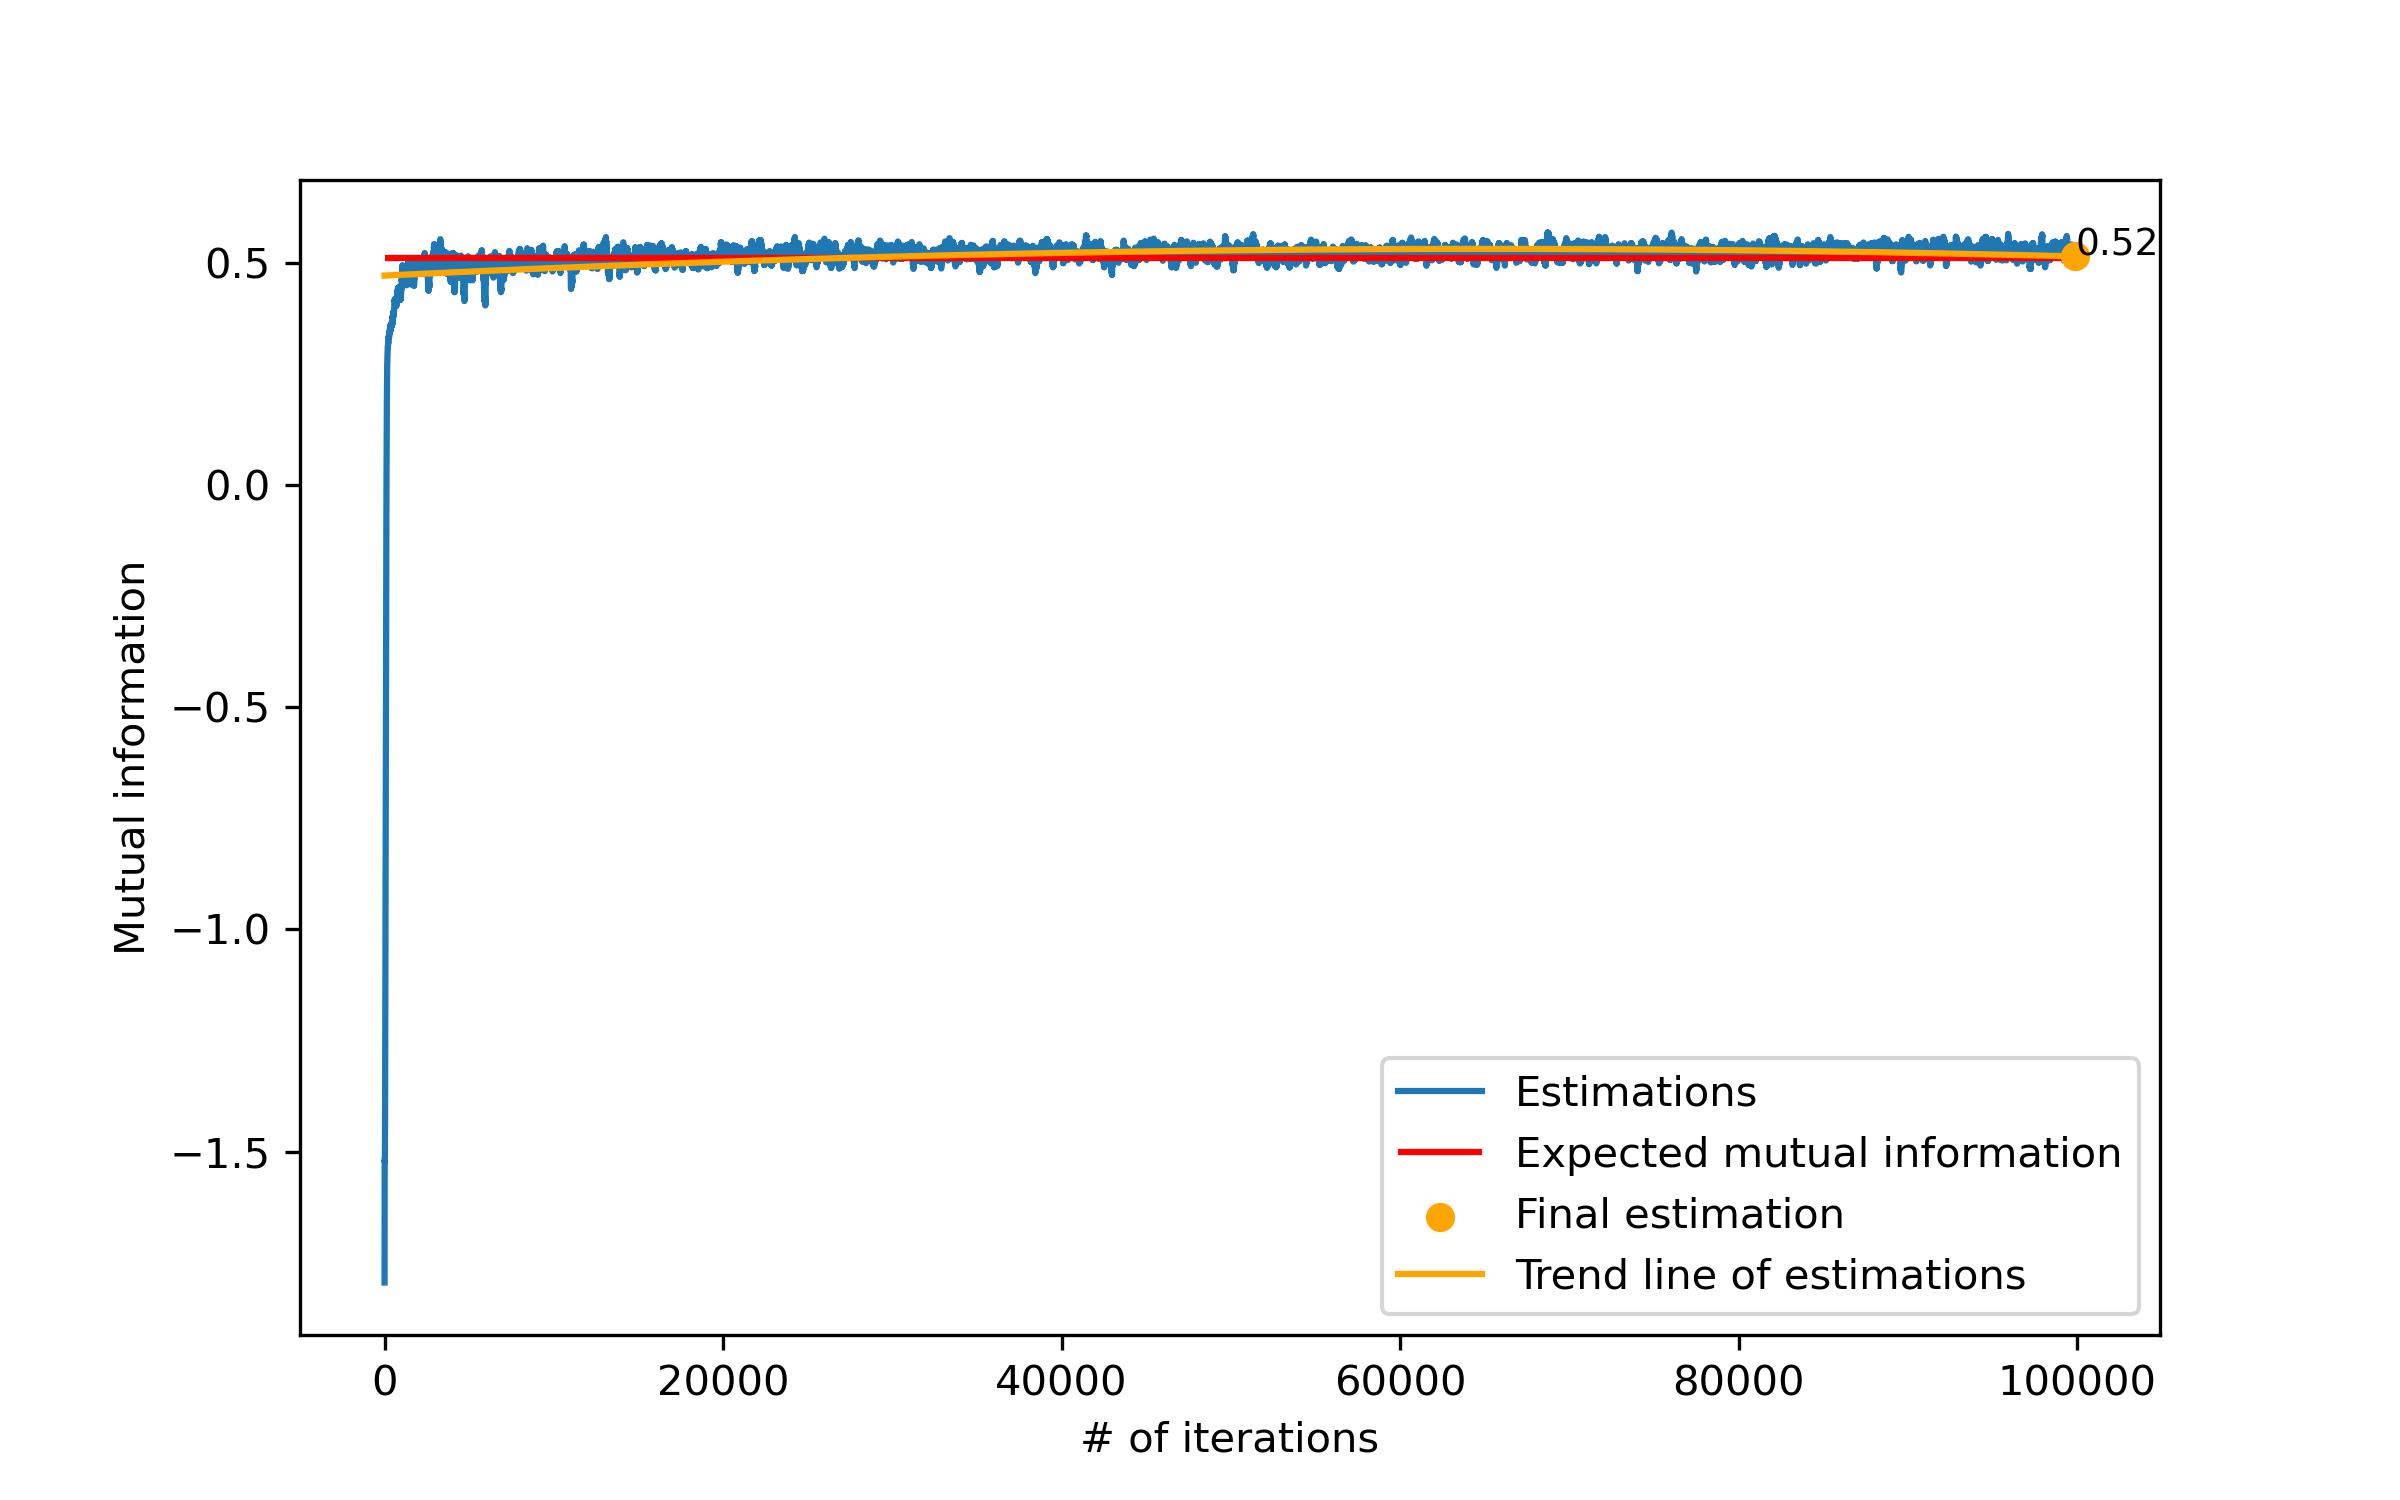 0.52
0.5
0.0
−0.5
−1.0
−1.5
Mutual information
Estimations
Expected mutual information
Final estimation
Trend line of estimations
0 20000 40000 60000 80000 100000
# of iterations